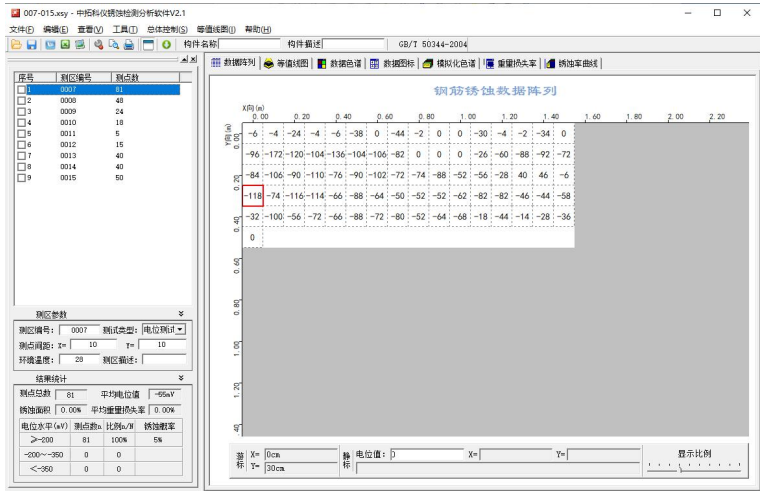 007-015.xsy - 中拓科仪锈蚀检测分析软件V2.1
文件(F) 编辑(E) 查看(V) 工具(T) 总体控制(S) 等值线图(I) 帮助(H)
构件名称 构件描述 GB/T 50344-2004
数据阵列 等值线图 数据色谱 数据图标 模拟化色谱 重量损失率 锈蚀率曲线
序号 测区编号 测点数
1 0007 81
2 0008 48
3 0009 24
4 0010 18
5 0011 5
6 0012 15
7 0013 40
8 0014 40
9 0015 50
测区参数
测区编号: 0007 测试类型: 电位测试
测点间距: X= 10 Y= 10
环境温度: 28 测区描述:
结果统计
测点总数 81 平均电位值 -55mV
锈蚀面积 0.00% 平均重量损失率 0.00%
电位水平(mV) 测点数n 比例n/N 锈蚀概率
≥-200 81 100% 5%
-200～-350 0 0
<-350 0 0
钢筋锈蚀数据阵列
X向(m)
0.00 0.20 0.40 0.60 0.80 1.00 1.20 1.40 1.60 1.80 2.00 2.20
Y向(m)
0.00 0.20 0.40 0.60 0.80 1.00 1.20 40
-6 -4 -24 -4 -6 -38 0 -44 -2 0 0 -30 -4 -2 -34 0
-96 -172 -120 -104 -136 -104 -106 -82 0 0 0 -26 -60 -88 -92 -72
-84 -106 -90 -110 -76 -90 -102 -72 -74 -88 -52 -56 28 40 46 -6
-118 -74 -116 -114 -66 -88 -64 -50 -52 -52 -62 -82 -82 -46 -44 -58
-32 -100 -56 -72 -66 -88 -72 -80 -52 -64 -68 -18 -44 -14 -28 -36
0
游标 X= 0cm 静标 电位值: 0 X= Y= 显示比例
Y= 30cm